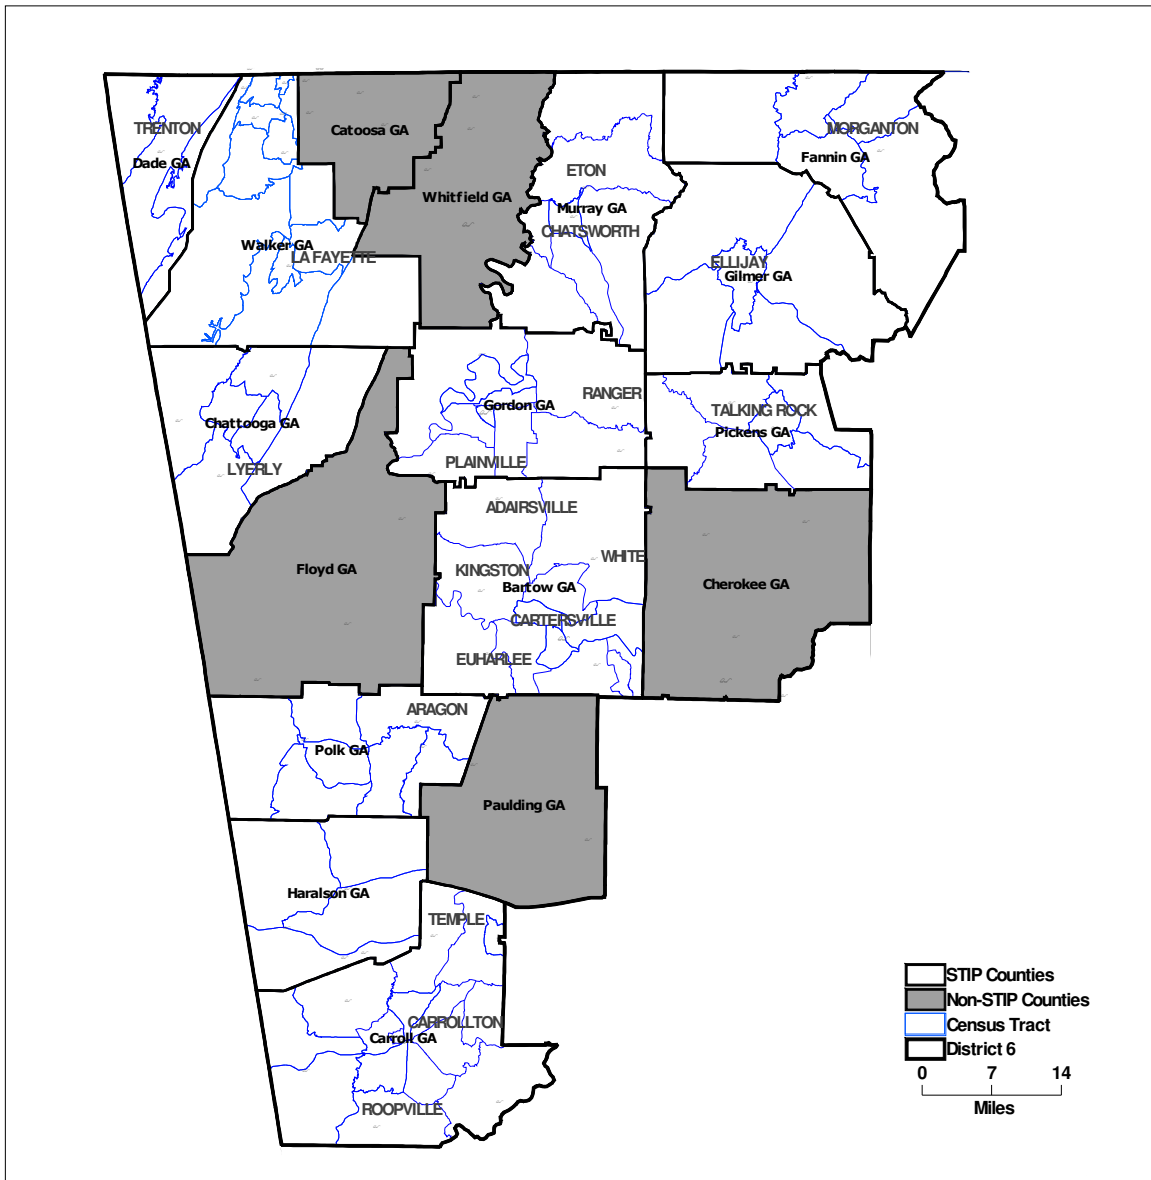 TRENTON
Catoosa GA
MORGANTON
Dade GA
Fannin GA
ETON
Whitfield GA
Murray GA
CHATSWORTH
Walker GA
LA FAYETTE
ELLIJAY
Gilmer GA
RANGER
Gordon GA
TALKING ROCK
Chattooga GA
Pickens GA
LYERLY
PLAINVILLE
ADAIRSVILLE
WHITE
Floyd GA
KINGSTON
Bartow GA
Cherokee GA
CARTERSVILLE
EUHARLEE
ARAGON
Polk GA
Paulding GA
Haralson GA
TEMPLE
CARROLLTON
Carroll GA
ROOPVILLE
STIP Counties
Non-STIP Counties
Census Tract
District 6
0 7 14
Miles